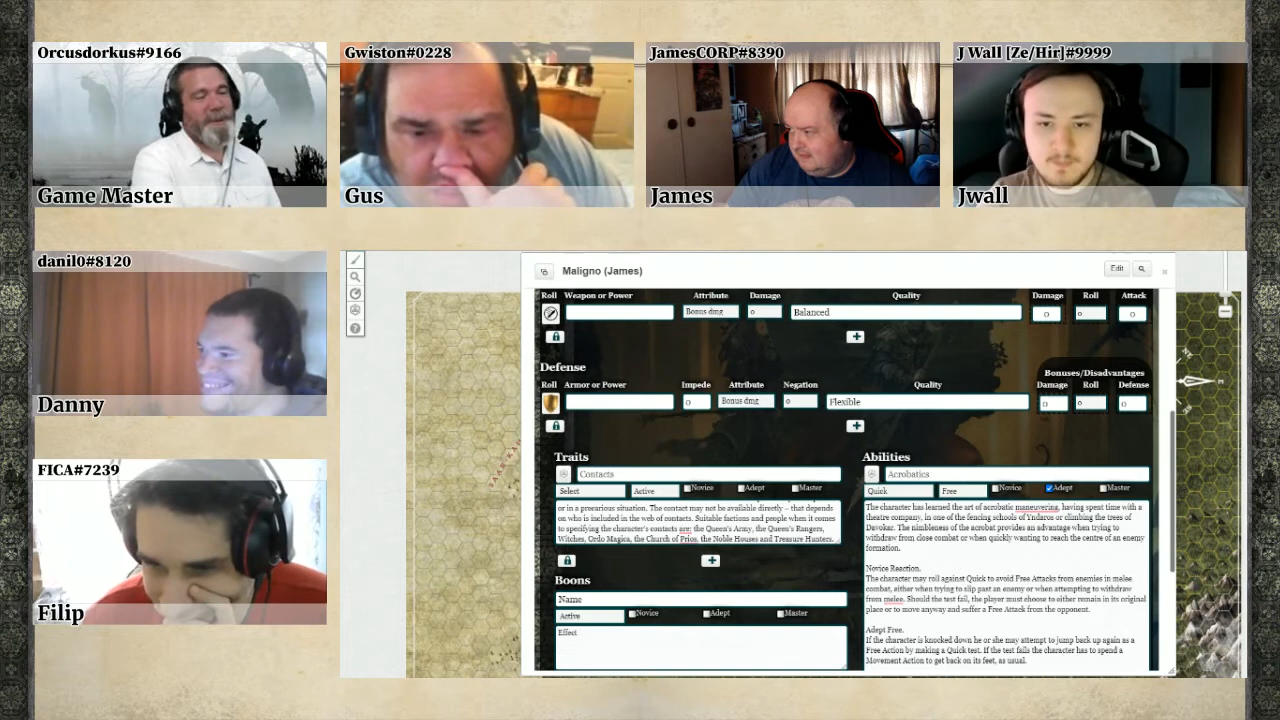 Orcusdorkus#9166
Game Master
Gwiston#0228
Gus
JamesCORP#8390
James
J Wall [Ze/Hir]#9999
Jwall
danil0#8120
Danny
FICA#7239
Filip
Maligno (James)
Edit
Roll Weapon or Power Attribute Damage Quality Damage Roll Attack
Bonus dmg 0 Balanced 0 0 0
Defense
Bonuses/Disadvantages
Roll Armor or Power Impede Attribute Negation Quality Damage Roll Defense
0 Bonus dmg 0 Flexible 0 0 0
Traits
Contacts
Select Active Novice Adept Master
or in a precarious situation. The contact may not be available directly – that depends
on who is included in the web of contacts. Suitable factions and people when it comes
to specifying the character's contacts are: the Queen's Army, the Queen's Rangers,
Witches, Ordo Magica, the Church of Prios, the Noble Houses and Treasure Hunters.
Boons
Name
Active Novice Adept Master
Effect
Abilities
Acrobatics
Quick Free Novice Adept Master
The character has learned the art of acrobatic maneuvering, having spent time with a
theatre company, in one of the fencing schools of Yndaros or climbing the trees of
Davokar. The nimbleness of the acrobat provides an advantage when trying to
withdraw from close combat or when quickly wanting to reach the centre of an enemy
formation.
Novice Reaction.
The character may roll against Quick to avoid Free Attacks from enemies in melee
combat, either when trying to slip past an enemy or when attempting to withdraw
from melee. Should the test fail, the player must choose to either remain in its original
place or to move anyway and suffer a Free Attack from the opponent.
Adept Free.
If the character is knocked down he or she may attempt to jump back up again as a
Free Action by making a Quick test. If the test fails the character has to spend a
Movement Action to get back on its feet, as usual.